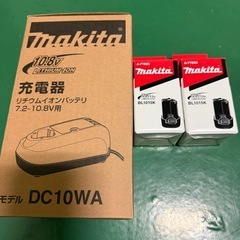 makita
10.8V
LITHIUM-ION
充電器
リチウムイオンバッテリ
7.2-10.8V用
モデル DC10WA
makita
BL1015K
makita
BL1015K